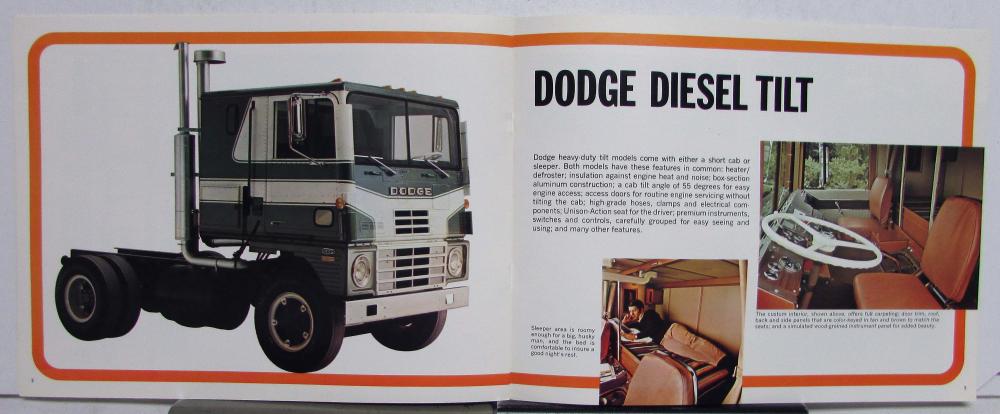 DODGE DIESEL TILT
Dodge heavy-duty tilt models come with either a short cab or
sleeper. Both models have these features in common: heater/
defroster; insulation against engine heat and noise; box-section
aluminum construction; a cab tilt angle of 55 degrees for easy
engine access; access doors for routine engine servicing without
tilting the cab; high-grade hoses, clamps and electrical com-
ponents; Unison-Action seat for the driver; premium instruments,
switches and controls, carefully grouped for easy seeing and
using; and many other features.
DODGE
The custom interior, shown above, offers full carpeting; door trim, roof,
back and side panels that are color-keyed in tan and brown to match the
seats; and a simulated wood-grained instrument panel for added beauty.
Sleeper area is roomy
enough for a big, husky
man, and the bed is
comfortable to insure a
good night's rest.